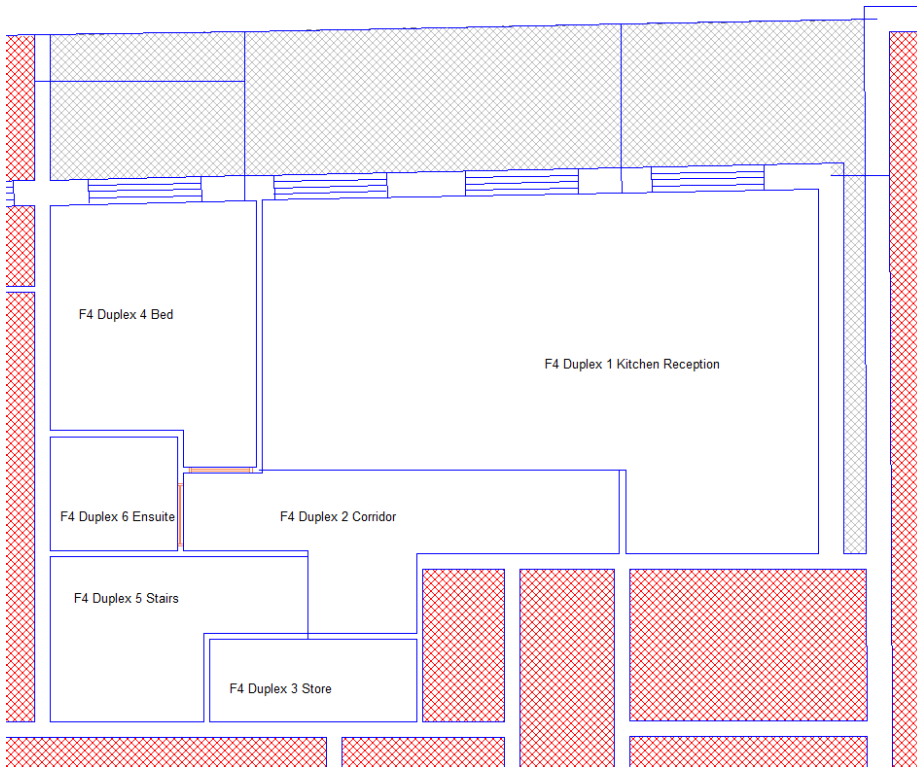 F4 Duplex 4 Bed
F4 Duplex 1 Kitchen Reception
F4 Duplex 6 Ensuite
F4 Duplex 2 Corridor
F4 Duplex 5 Stairs
F4 Duplex 3 Store